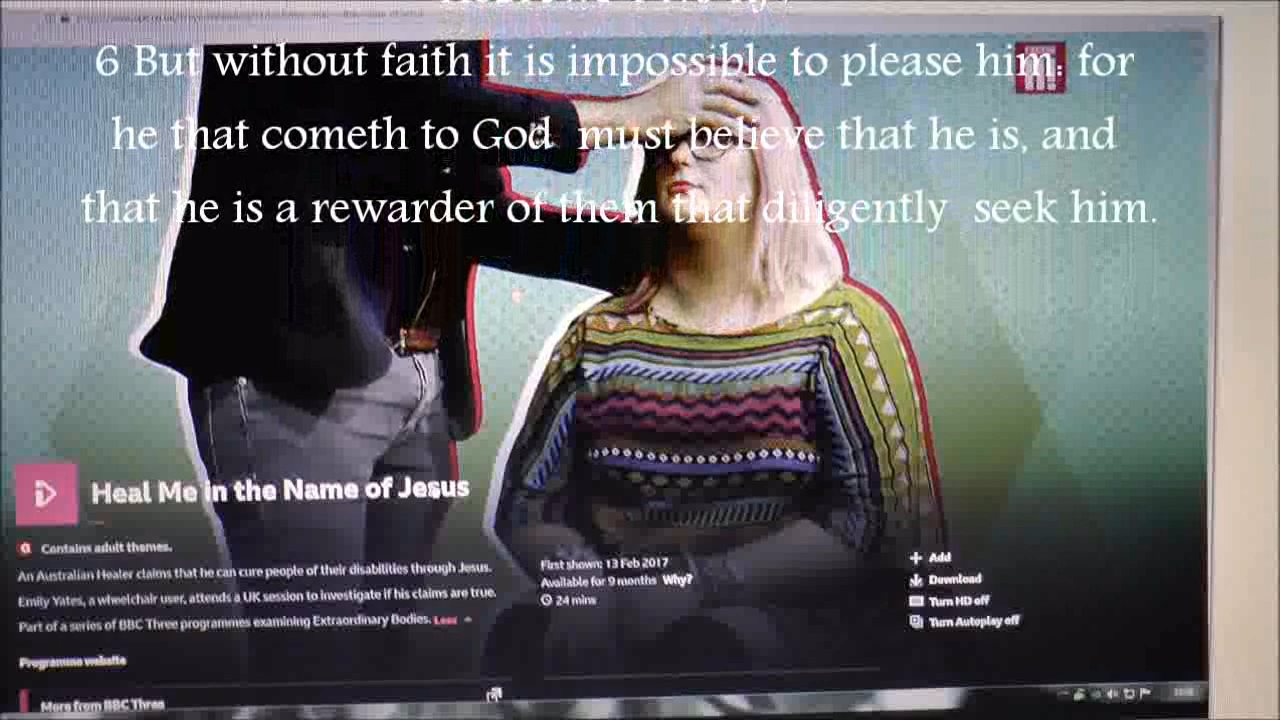 6 But without faith it is impossible to please him: for
he that cometh to God must believe that he is, and
that he is a rewarder of them that diligently seek him.
Heal Me in the Name of Jesus
Contains adult themes.
An Australian Healer claims that he can cure people of their disabilities through Jesus.
Emily Yates, a wheelchair user, attends a UK session to investigate if his claims are true.
Part of a series of BBC Three programmes examining Extraordinary Bodies. Less
Programme website
More from BBC Three
First shown: 13 Feb 2017
Available for 9 months Why?
24 mins
Add
Download
Turn HD off
Turn Autoplay off